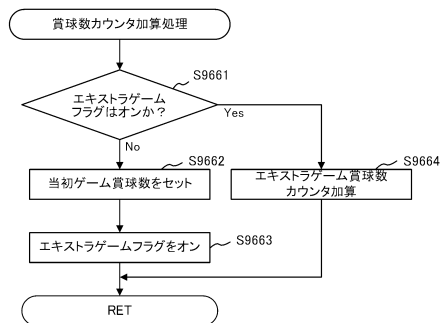 賞球数カウンタ加算処理
S9661
エキストラゲーム
フラグはオンか?
Yes
No
S9662
当初ゲーム賞球数をセット
S9664
エキストラゲーム賞球数
カウンタ加算
S9663
エキストラゲームフラグをオン
RET